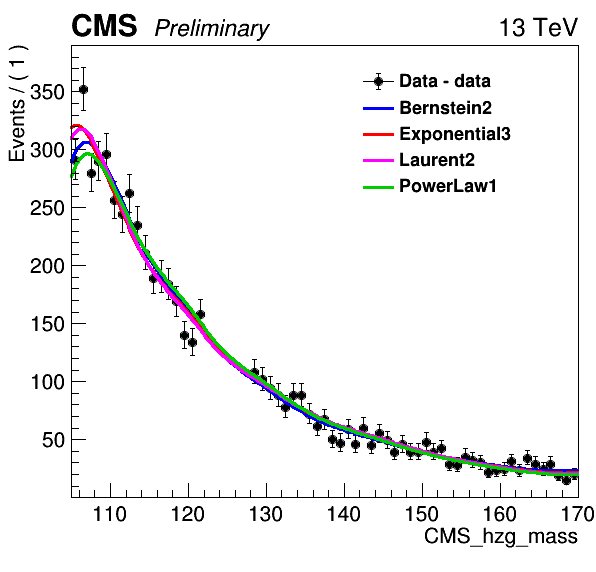 CMS Preliminary 13 TeV
Events / ( 1 )
350
300
250
200
150
100
50
Data - data
Bernstein2
Exponential3
Laurent2
PowerLaw1
110 120 130 140 150 160 170
CMS_hzg_mass